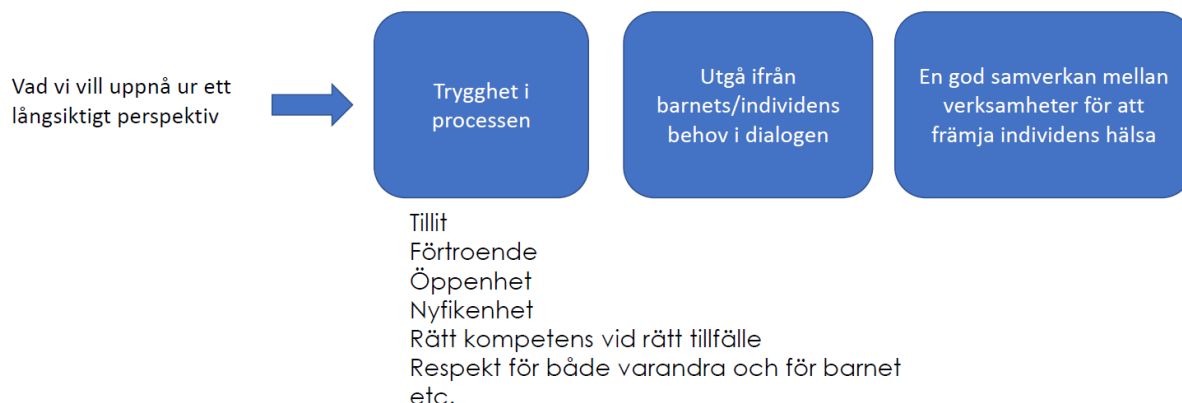 Vad vi vill uppnå ur ett
långsiktigt perspektiv
Trygghet i
processen
Utgå ifrån
barnets/individens
behov i dialogen
En god samverkan mellan
verksamheter för att
främja individens hälsa
Tillit
Förtroende
Öppenhet
Nyfikenhet
Rätt kompetens vid rätt tillfälle
Respekt för både varandra och för barnet
etc.